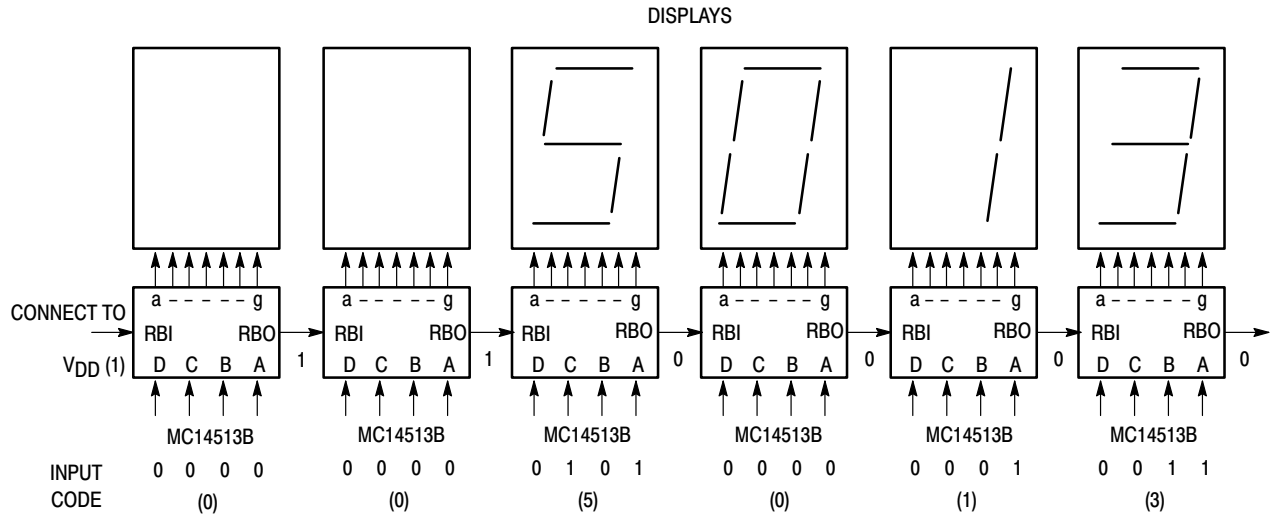 DISPLAYS
a - - - - - g a - - - - - g a - - - - - g a - - - - - g a - - - - - g a - - - - - g
CONNECT TO
RBI RBO RBI RBO RBI RBO RBI RBO RBI RBO RBI RBO
VDD (1) D C B A 1 D C B A 1 D C B A 0 D C B A 0 D C B A 0 D C B A 0
MC14513B MC14513B MC14513B MC14513B MC14513B MC14513B
INPUT 0 0 0 0 0 0 0 0 0 1 0 1 0 0 0 0 0 0 0 1 0 0 1 1
CODE (0) (0) (5) (0) (1) (3)